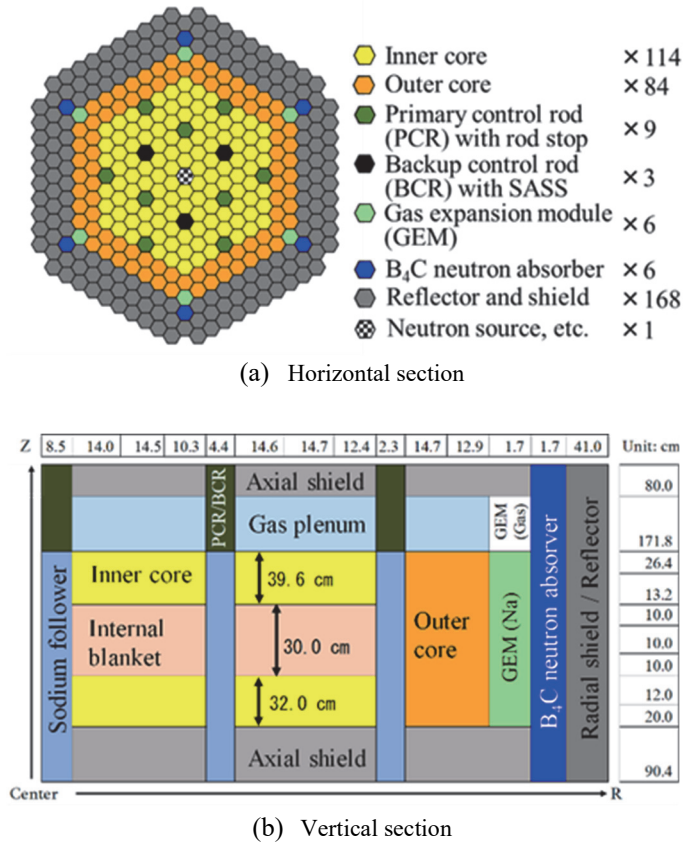 Inner core ×114
Outer core ×84
Primary control rod
(PCR) with rod stop ×9
Backup control rod
(BCR) with SASS ×3
Gas expansion module
(GEM) ×6
B₄C neutron absorber ×6
Reflector and shield ×168
Neutron source, etc. ×1
(a) Horizontal section
Z 8.5 14.0 14.5 10.3 4.4 14.6 14.7 12.4 2.3 14.7 12.9 1.7 1.7 41.0 Unit: cm
Axial shield
80.0
PCR/BCR
Gas plenum
GEM
(Gas)
171.8
Inner core
39.6 cm
26.4
13.2
Internal
blanket
30.0 cm
10.0
10.0
10.0
Outer
core
32.0 cm
12.0
20.0
Sodium follower
GEM (Na)
B₄C neutron absorver
Radial shield / Reflector
Axial shield
90.4
Center R
(b) Vertical section